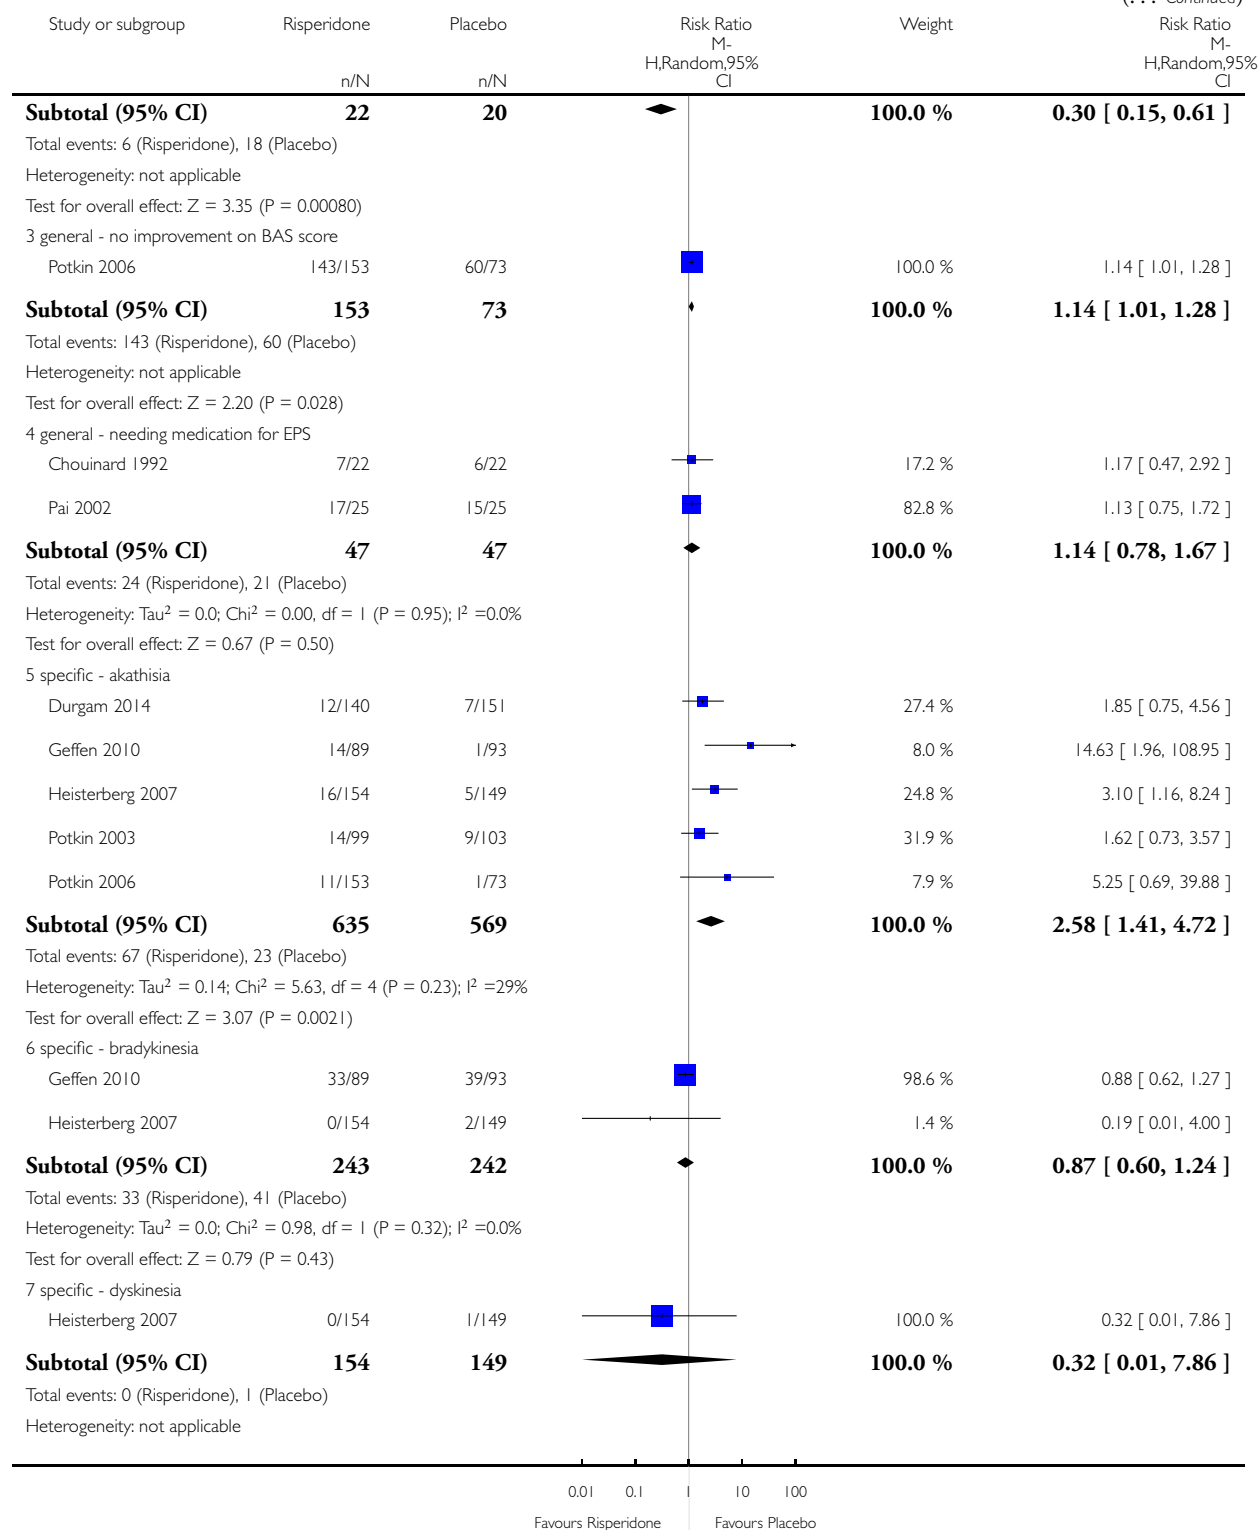 (. . . Continued)
Study or subgroup Risperidone Placebo Risk Ratio Weight Risk Ratio
M-H,Random,95% CI M-H,Random,95% CI
n/N n/N
Subtotal (95% CI) 22 20 100.0 % 0.30 [ 0.15, 0.61 ]
Total events: 6 (Risperidone), 18 (Placebo)
Heterogeneity: not applicable
Test for overall effect: Z = 3.35 (P = 0.00080)
3 general - no improvement on BAS score
Potkin 2006 143/153 60/73 100.0 % 1.14 [ 1.01, 1.28 ]
Subtotal (95% CI) 153 73 100.0 % 1.14 [ 1.01, 1.28 ]
Total events: 143 (Risperidone), 60 (Placebo)
Heterogeneity: not applicable
Test for overall effect: Z = 2.20 (P = 0.028)
4 general - needing medication for EPS
Chouinard 1992 7/22 6/22 17.2 % 1.17 [ 0.47, 2.92 ]
Pai 2002 17/25 15/25 82.8 % 1.13 [ 0.75, 1.72 ]
Subtotal (95% CI) 47 47 100.0 % 1.14 [ 0.78, 1.67 ]
Total events: 24 (Risperidone), 21 (Placebo)
Heterogeneity: Tau² = 0.0; Chi² = 0.00, df = 1 (P = 0.95); I² =0.0%
Test for overall effect: Z = 0.67 (P = 0.50)
5 specific - akathisia
Durgam 2014 12/140 7/151 27.4 % 1.85 [ 0.75, 4.56 ]
Geffen 2010 14/89 1/93 8.0 % 14.63 [ 1.96, 108.95 ]
Heisterberg 2007 16/154 5/149 24.8 % 3.10 [ 1.16, 8.24 ]
Potkin 2003 14/99 9/103 31.9 % 1.62 [ 0.73, 3.57 ]
Potkin 2006 11/153 1/73 7.9 % 5.25 [ 0.69, 39.88 ]
Subtotal (95% CI) 635 569 100.0 % 2.58 [ 1.41, 4.72 ]
Total events: 67 (Risperidone), 23 (Placebo)
Heterogeneity: Tau² = 0.14; Chi² = 5.63, df = 4 (P = 0.23); I² =29%
Test for overall effect: Z = 3.07 (P = 0.0021)
6 specific - bradykinesia
Geffen 2010 33/89 39/93 98.6 % 0.88 [ 0.62, 1.27 ]
Heisterberg 2007 0/154 2/149 1.4 % 0.19 [ 0.01, 4.00 ]
Subtotal (95% CI) 243 242 100.0 % 0.87 [ 0.60, 1.24 ]
Total events: 33 (Risperidone), 41 (Placebo)
Heterogeneity: Tau² = 0.0; Chi² = 0.98, df = 1 (P = 0.32); I² =0.0%
Test for overall effect: Z = 0.79 (P = 0.43)
7 specific - dyskinesia
Heisterberg 2007 0/154 1/149 100.0 % 0.32 [ 0.01, 7.86 ]
Subtotal (95% CI) 154 149 100.0 % 0.32 [ 0.01, 7.86 ]
Total events: 0 (Risperidone), 1 (Placebo)
Heterogeneity: not applicable
0.01 0.1 1 10 100
Favours Risperidone Favours Placebo